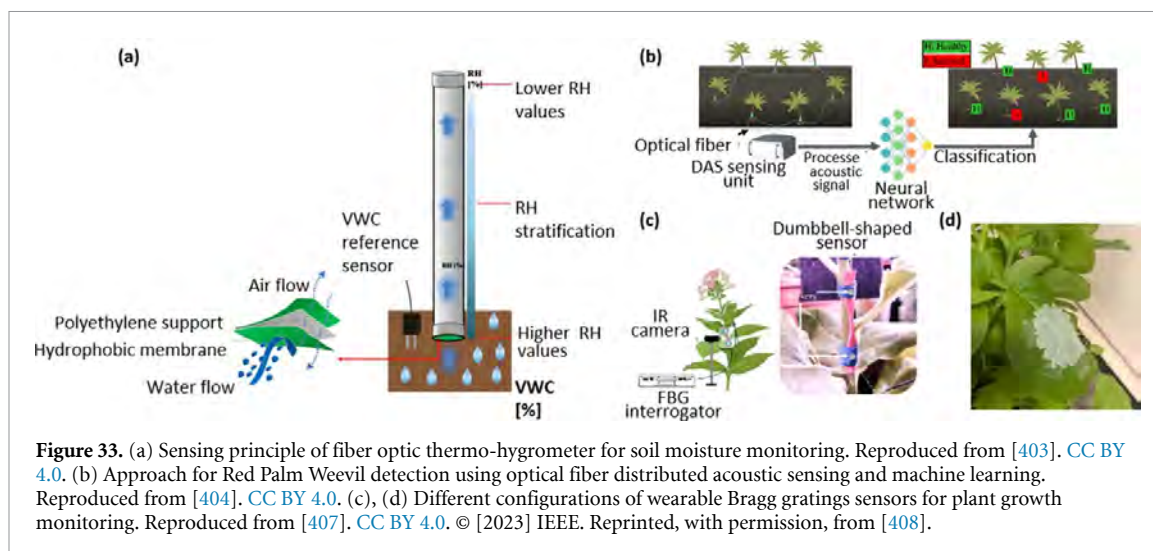 (a)
RH
[%]
Lower RH
values
RH
stratification
VWC
reference
sensor
RH [%]
Air flow
Polyethylene support
Hydrophobic membrane
Water flow
Higher RH
values
VWC
[%]
(b)
H: Healthy
Optical fiber
DAS sensing
unit
Processe
acoustic
signal
Neural
network
Classification
H
H
H
H
H
(c)
Dumbbell-shaped
sensor
IR
camera
FBG
interrogator
(d)
Figure 33. (a) Sensing principle of fiber optic thermo-hygrometer for soil moisture monitoring. Reproduced from [403]. CC BY
4.0. (b) Approach for Red Palm Weevil detection using optical fiber distributed acoustic sensing and machine learning.
Reproduced from [404]. CC BY 4.0. (c), (d) Different configurations of wearable Bragg gratings sensors for plant growth
monitoring. Reproduced from [407]. CC BY 4.0. © [2023] IEEE. Reprinted, with permission, from [408].